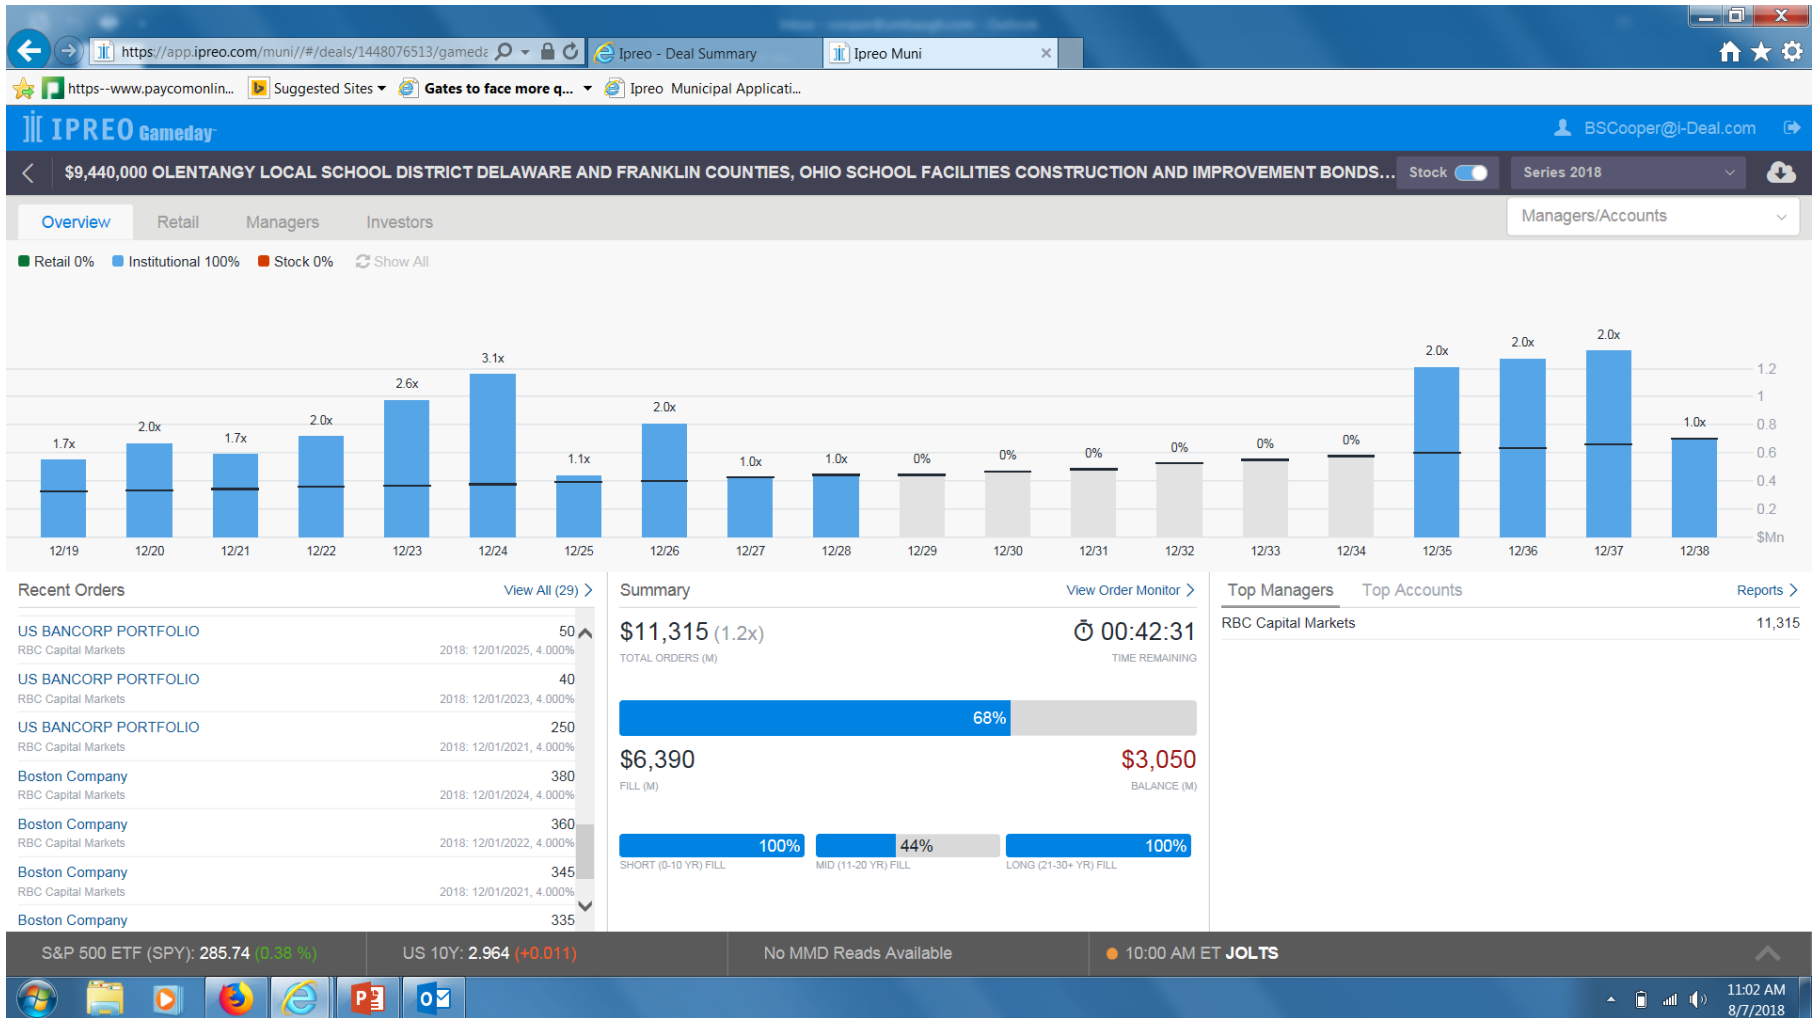 https://app.ipreo.com/muni//#/deals/1448076513/gameda
Ipreo - Deal Summary
Ipreo Muni
https--www.paycomonlin...
Suggested Sites
Gates to face more q...
Ipreo Municipal Applicati...
IPREO Gameday
BSCooper@i-Deal.com
$9,440,000 OLENTANGY LOCAL SCHOOL DISTRICT DELAWARE AND FRANKLIN COUNTIES, OHIO SCHOOL FACILITIES CONSTRUCTION AND IMPROVEMENT BONDS...
Stock
Series 2018
Overview
Retail
Managers
Investors
Managers/Accounts
Retail 0%
Institutional 100%
Stock 0%
Show All
1.7x
2.0x
1.7x
2.0x
2.6x
3.1x
1.1x
2.0x
1.0x
1.0x
0%
0%
0%
0%
0%
0%
2.0x
2.0x
2.0x
1.0x
1.2
1
0.8
0.6
0.4
0.2
$Mn
12/19
12/20
12/21
12/22
12/23
12/24
12/25
12/26
12/27
12/28
12/29
12/30
12/31
12/32
12/33
12/34
12/35
12/36
12/37
12/38
Recent Orders
View All (29)
US BANCORP PORTFOLIO 50
RBC Capital Markets 2018: 12/01/2025, 4.000%
US BANCORP PORTFOLIO 40
RBC Capital Markets 2018: 12/01/2023, 4.000%
US BANCORP PORTFOLIO 250
RBC Capital Markets 2018: 12/01/2021, 4.000%
Boston Company 380
RBC Capital Markets 2018: 12/01/2024, 4.000%
Boston Company 360
RBC Capital Markets 2018: 12/01/2022, 4.000%
Boston Company 345
RBC Capital Markets 2018: 12/01/2021, 4.000%
Boston Company 335
Summary
View Order Monitor
$11,315 (1.2x)
TOTAL ORDERS (M)
00:42:31
TIME REMAINING
68%
$6,390
FILL (M)
$3,050
BALANCE (M)
100%
SHORT (0-10 YR) FILL
44%
MID (11-20 YR) FILL
100%
LONG (21-30+ YR) FILL
Top Managers
Top Accounts
Reports
RBC Capital Markets 11,315
S&P 500 ETF (SPY): 285.74 (0.38 %)
US 10Y: 2.964 (+0.011)
No MMD Reads Available
10:00 AM ET JOLTS
11:02 AM
8/7/2018